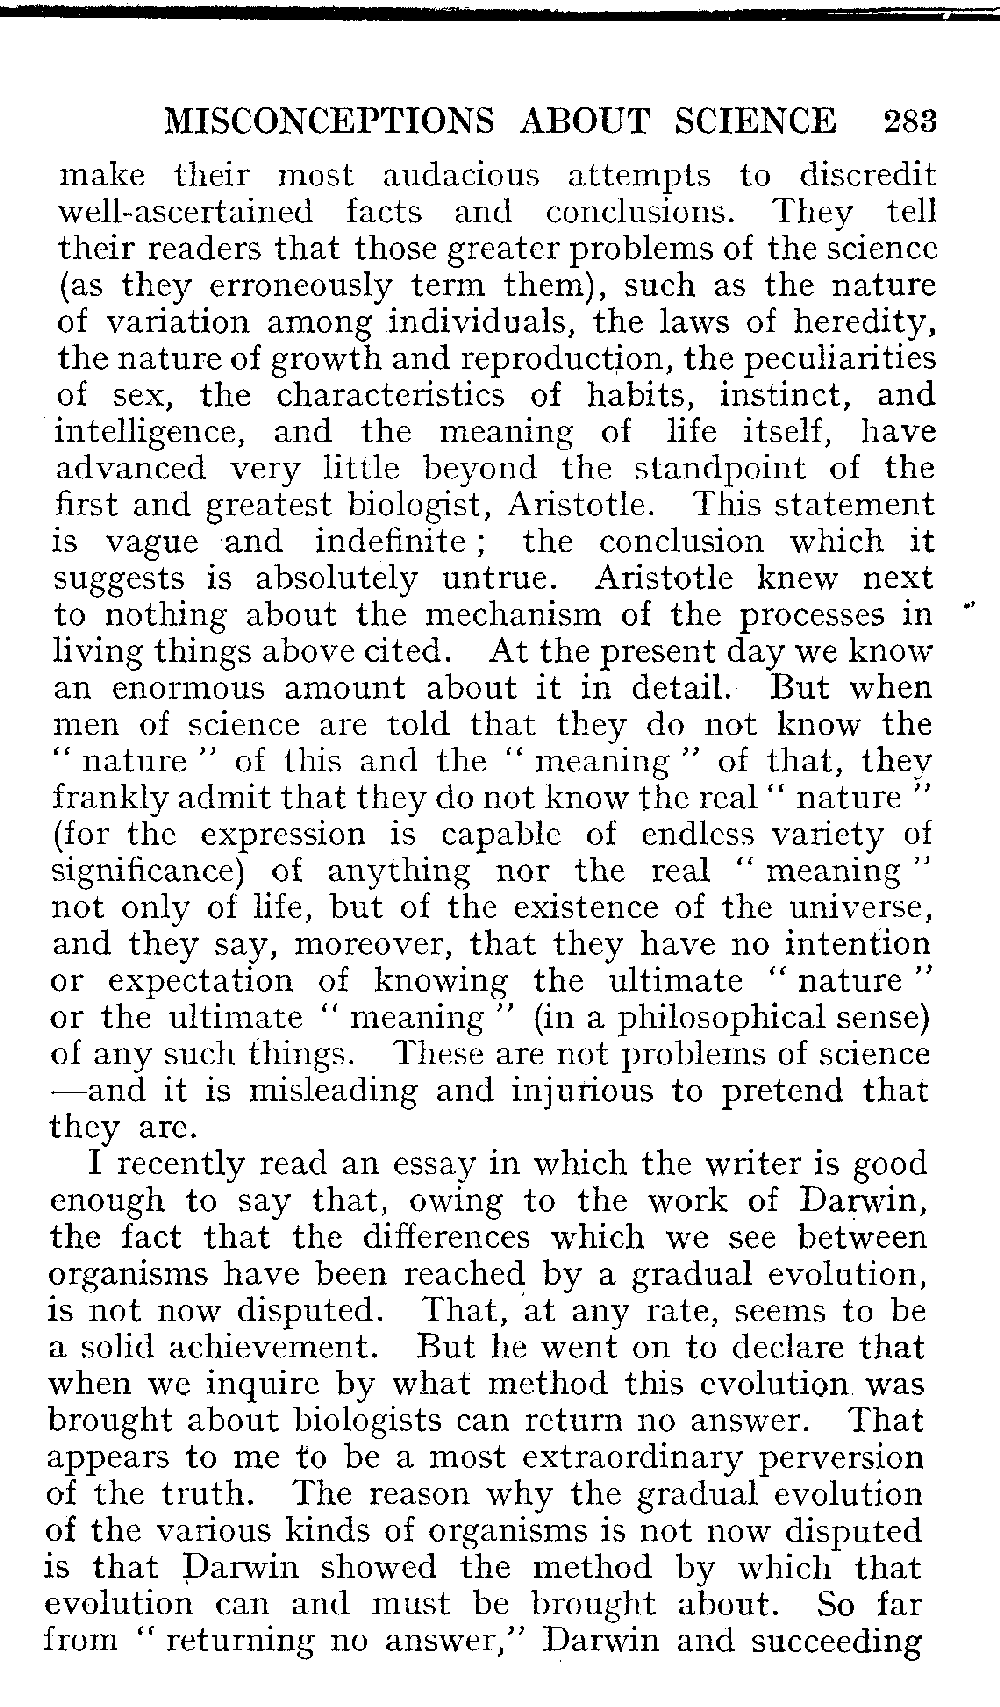 MISCONCEPTIONS ABOUT SCIENCE 283
make their most audacious attempts to discredit
well-ascertained facts and conclusions. They tell
their readers that those greater problems of the science
(as they erroneously term them), such as the nature
of variation among individuals, the laws of heredity,
the nature of growth and reproduction, the peculiarities
of sex, the characteristics of habits, instinct, and
intelligence, and the meaning of life itself, have
advanced very little beyond the standpoint of the
first and greatest biologist, Aristotle. This statement
is vague and indefinite ; the conclusion which it
suggests is absolutely untrue. Aristotle knew next
to nothing about the mechanism of the processes in
living things above cited. At the present day we know
an enormous amount about it in detail. But when
men of science are told that they do not know the
“ nature ” of this and the “ meaning ” of that, they
frankly admit that they do not know the real “ nature ”
(for the expression is capable of endless variety of
significance) of anything nor the real “ meaning ”
not only of life, but of the existence of the universe,
and they say, moreover, that they have no intention
or expectation of knowing the ultimate “ nature ”
or the ultimate “ meaning ” (in a philosophical sense)
of any such things. These are not problems of science
—and it is misleading and injurious to pretend that
they are.
I recently read an essay in which the writer is good
enough to say that, owing to the work of Darwin,
the fact that the differences which we see between
organisms have been reached by a gradual evolution,
is not now disputed. That, at any rate, seems to be
a solid achievement. But he went on to declare that
when we inquire by what method this evolution was
brought about biologists can return no answer. That
appears to me to be a most extraordinary perversion
of the truth. The reason why the gradual evolution
of the various kinds of organisms is not now disputed
is that Darwin showed the method by which that
evolution can and must be brought about. So far
from “ returning no answer,” Darwin and succeeding